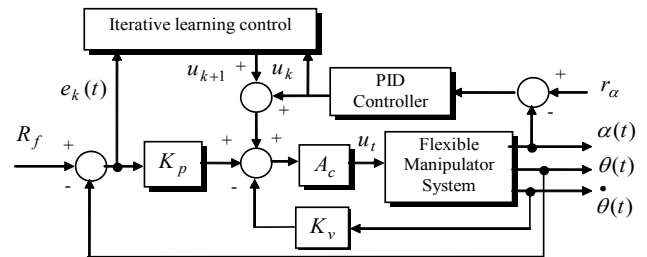 Iterative learning control
e_k(t)
u_{k+1}
+
u_k
+
PID
Controller
+
-
r_α
R_f
+
-
K_p
+
+
-
A_c
u_t
Flexible
Manipulator
System
α(t)
θ(t)
θ̇(t)
K_v